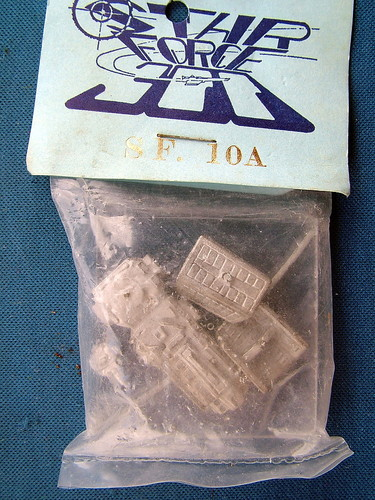 STAR
FORCE
III
S F. 10A